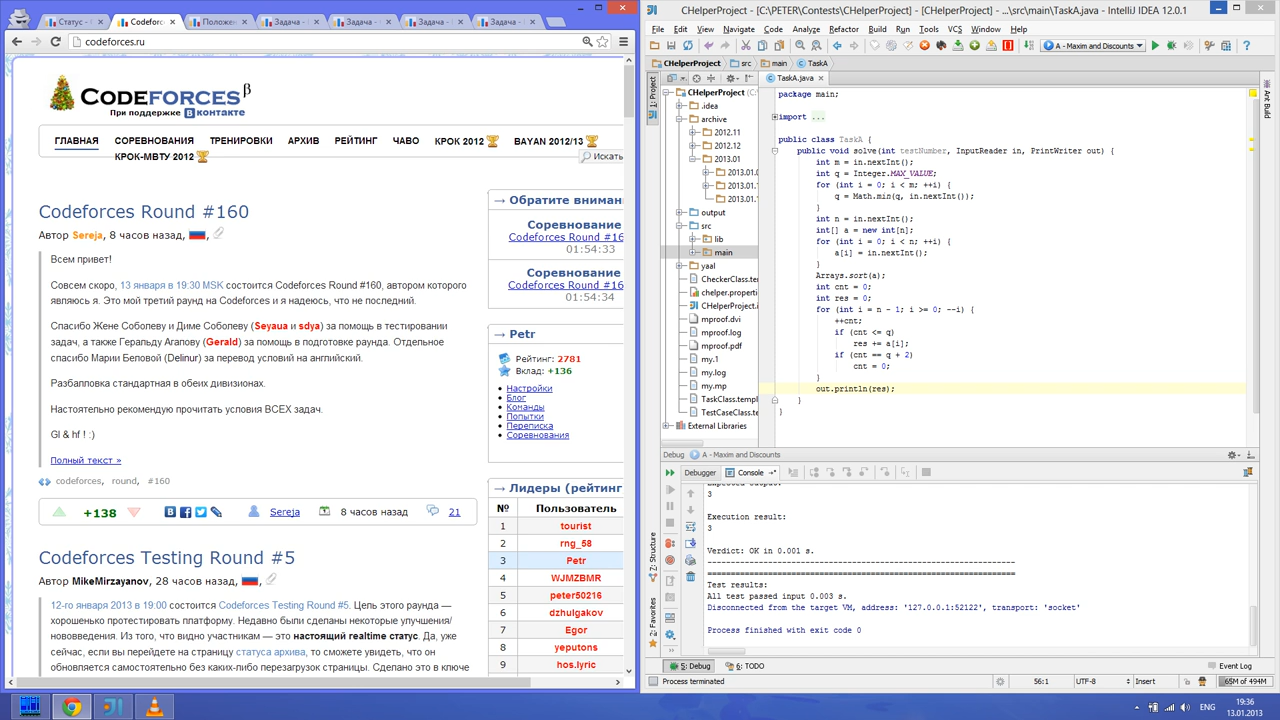 Статус -
Codeforc
Положен
Задача -
Задача -
Задача -
Задача -
codeforces.ru
CODEFORCES β
При поддержке ВКОНТАКТЕ
ГЛАВНАЯ СОРЕВНОВАНИЯ ТРЕНИРОВКИ АРХИВ РЕЙТИНГ ЧАВО КРОК 2012 BAYAN 2012/13
КРОК-МВТУ 2012
Искать
Codeforces Round #160
Автор Sereja, 8 часов назад,
Всем привет!
Совсем скоро, 13 января в 19:30 MSK состоится Codeforces Round #160, автором которого
являюсь я. Это мой третий раунд на Codeforces и я надеюсь, что не последний.
Спасибо Жене Соболеву и Диме Соболеву (Seyaua и sdya) за помощь в тестировании
задач, а также Геральду Агапову (Gerald) за помощь в подготовке раунда. Отдельное
спасибо Марии Беловой (Delinur) за перевод условий на английский.
Разбалловка стандартная в обеих дивизионах.
Настоятельно рекомендую прочитать условия ВСЕХ задач.
Gl & hf ! :)
Полный текст »
codeforces, round, #160
+138
Sereja
8 часов назад
21
Codeforces Testing Round #5
Автор MikeMirzayanov, 28 часов назад,
12-го января 2013 в 19:00 состоится Codeforces Testing Round #5. Цель этого раунда —
хорошенько протестировать платформу. Недавно были сделаны некоторые улучшения/
нововведения. Из того, что видно участникам — это настоящий realtime статус. Да, уже
сейчас, если вы перейдете на страницу статуса архива, то сможете увидеть, что он
обновляется самостоятельно без каких-либо перезагрузок страницы. Сделано это в ключе
→ Обратите вниман
Соревнование
Codeforces Round #16
01:54:33
Соревнование
Codeforces Round #16
01:54:34
→ Petr
Рейтинг: 2781
Вклад: +136
Настройки
Блог
Команды
Попытки
Переписка
Соревнования
→ Лидеры (рейтинг
№ Пользователь
1 tourist
2 rng_58
3 Petr
4 WJMZBMR
5 peter50216
6 dzhulgakov
7 Egor
8 yeputons
9 hos.lyric
CHelperProject - [C:\PETER\Contests\CHelperProject] - [CHelperProject] - ...\src\main\TaskA.java - IntelliJ IDEA 12.0.1
File Edit View Navigate Code Analyze Refactor Build Run Tools VCS Window Help
A - Maxim and Discounts
CHelperProject src main TaskA
TaskA.java
1: Project
CHelperProject (C:
.idea
archive
2012.11
2012.12
2013.01
2013.01.0
2013.01.
2013.01.
output
src
lib
main
yaal
CheckerClass.te
chelper.properti
CHelperProject.i
mproof.dvi
mproof.log
mproof.pdf
my.1
my.log
my.mp
TaskClass.templ
TestCaseClass.te
External Libraries
package main;
import ...
public class TaskA {
public void solve(int testNumber, InputReader in, PrintWriter out) {
int m = in.nextInt();
int q = Integer.MAX_VALUE;
for (int i = 0; i < m; ++i) {
q = Math.min(q, in.nextInt());
}
int n = in.nextInt();
int[] a = new int[n];
for (int i = 0; i < n; ++i) {
a[i] = in.nextInt();
}
Arrays.sort(a);
int cnt = 0;
int res = 0;
for (int i = n - 1; i >= 0; --i) {
++cnt;
if (cnt <= q)
res += a[i];
if (cnt == q + 2)
cnt = 0;
}
out.println(res);
}
}
Ant Build
Debug A - Maxim and Discounts
Debugger Console
Expected output:
3
Execution result:
3
Verdict: OK in 0.001 s.
------------------------------------------------------------------
==================================================================
Test results:
All test passed input 0.003 s.
Disconnected from the target VM, address: '127.0.0.1:52122', transport: 'socket'
Process finished with exit code 0
Z: Structure
2: Favorites
5: Debug 6: TODO
Event Log
Process terminated
56:1 UTF-8 Insert 65M of 494M
ENG
19:36
13.01.2013